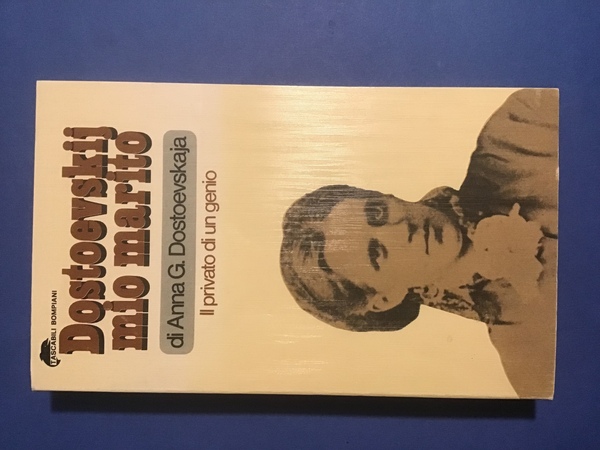 TASCABILI BOMPIANI
Dostoevskij
mio marito
di Anna G. Dostoevskaja
Il privato di un genio